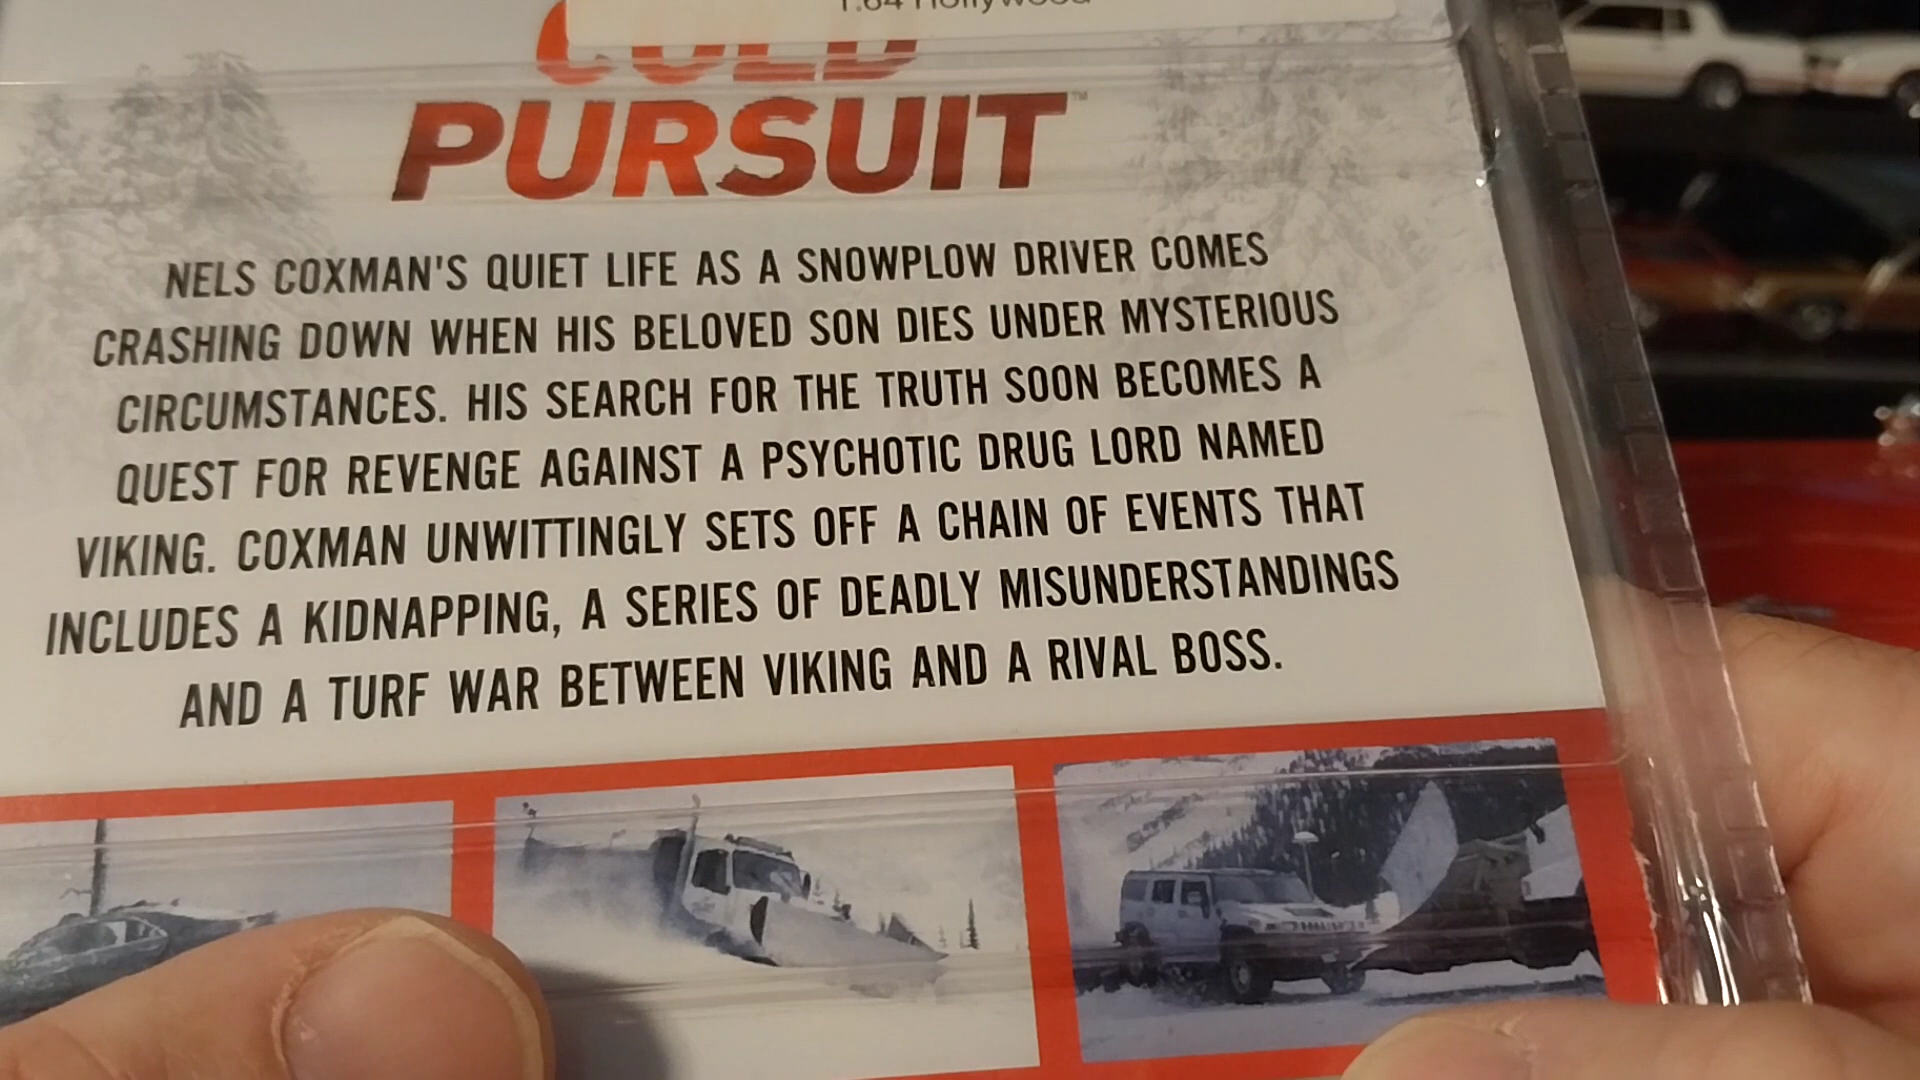 1:64 Hollywood
COLD
PURSUIT™
NELS COXMAN'S QUIET LIFE AS A SNOWPLOW DRIVER COMES
CRASHING DOWN WHEN HIS BELOVED SON DIES UNDER MYSTERIOUS
CIRCUMSTANCES. HIS SEARCH FOR THE TRUTH SOON BECOMES A
QUEST FOR REVENGE AGAINST A PSYCHOTIC DRUG LORD NAMED
VIKING. COXMAN UNWITTINGLY SETS OFF A CHAIN OF EVENTS THAT
INCLUDES A KIDNAPPING, A SERIES OF DEADLY MISUNDERSTANDINGS
AND A TURF WAR BETWEEN VIKING AND A RIVAL BOSS.